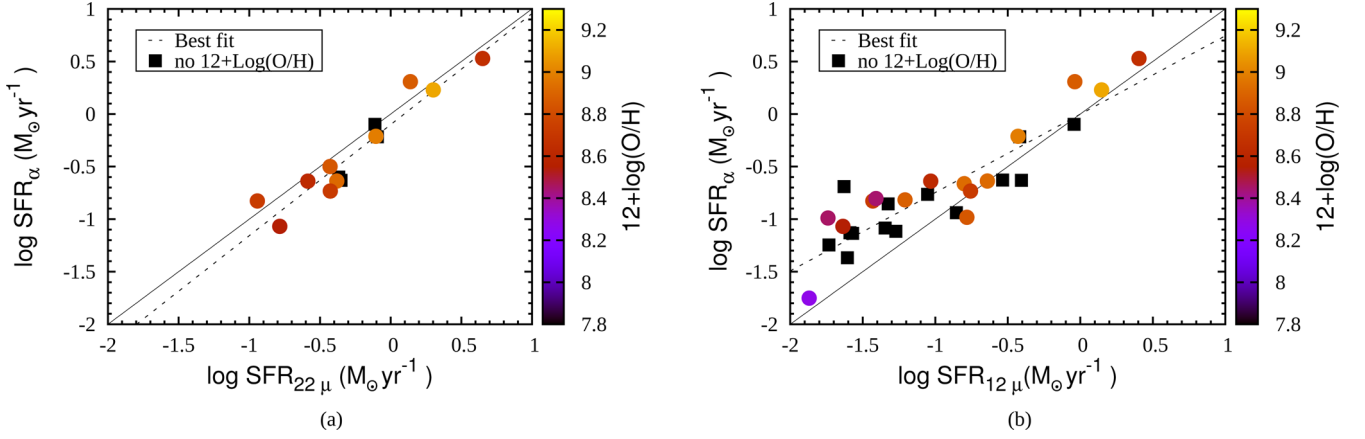 Best fit
no 12+Log(O/H)
1
0.5
0
-0.5
-1
-1.5
-2
-2 -1.5 -1 -0.5 0 0.5 1
log SFRα (M⊙ yr⁻¹)
log SFR22 μ (M⊙ yr⁻¹ )
9.2
9
8.8
8.6
8.4
8.2
8
7.8
12+log(O/H)
(a)
Best fit
no 12+Log(O/H)
1
0.5
0
-0.5
-1
-1.5
-2
-2 -1.5 -1 -0.5 0 0.5 1
log SFRα (M⊙ yr⁻¹)
log SFR12 μ(M⊙ yr⁻¹ )
9.2
9
8.8
8.6
8.4
8.2
8
7.8
12+log(O/H)
(b)